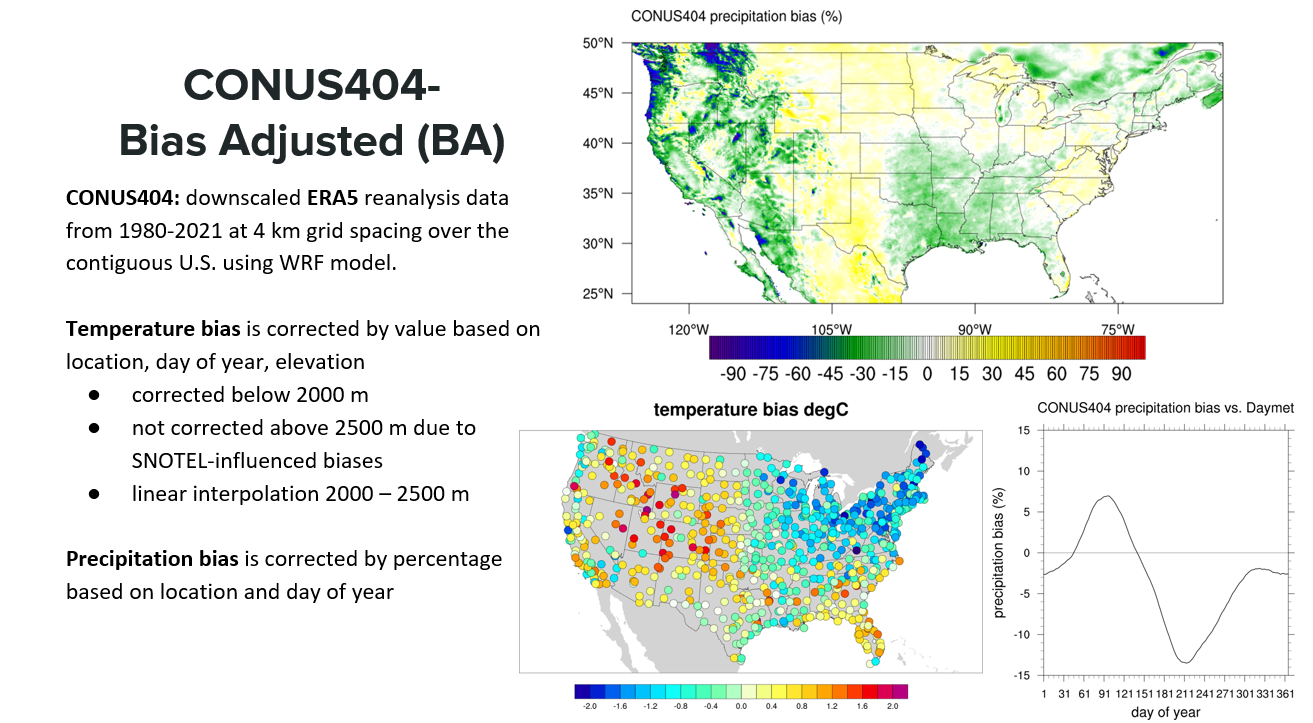 CONUS404-
Bias Adjusted (BA)
CONUS404: downscaled ERA5 reanalysis data
from 1980-2021 at 4 km grid spacing over the
contiguous U.S. using WRF model.
Temperature bias is corrected by value based on
location, day of year, elevation
● corrected below 2000 m
● not corrected above 2500 m due to
SNOTEL-influenced biases
● linear interpolation 2000 – 2500 m
Precipitation bias is corrected by percentage
based on location and day of year
CONUS404 precipitation bias (%)
50°N
45°N
40°N
35°N
30°N
25°N
120°W 105°W 90°W 75°W
-90 -75 -60 -45 -30 -15 0 15 30 45 60 75 90
temperature bias degC
-2.0 -1.6 -1.2 -0.8 -0.4 0.0 0.4 0.8 1.2 1.6 2.0
CONUS404 precipitation bias vs. Daymet
precipitation bias (%)
15
10
5
0
-5
-10
-15
1 31 61 91 121 151 181 211 241 271 301 331 361
day of year